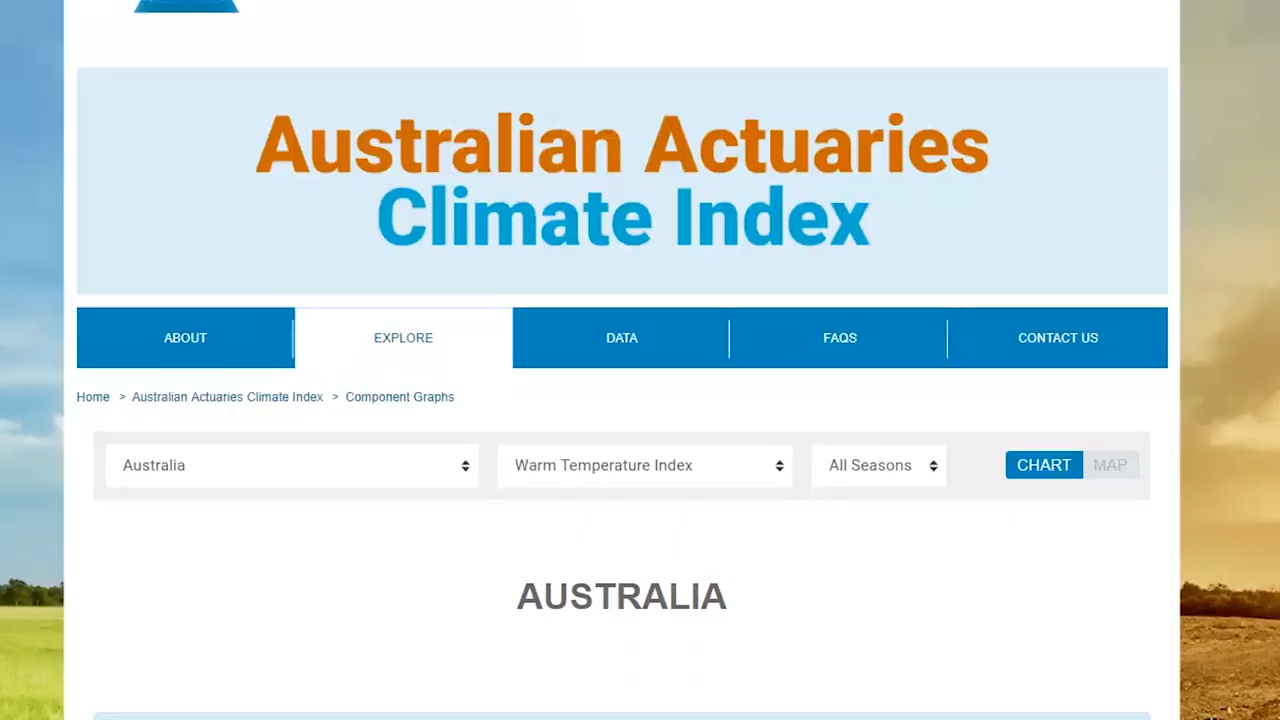 Australian Actuaries
Climate Index
ABOUT
EXPLORE
DATA
FAQS
CONTACT US
Home > Australian Actuaries Climate Index > Component Graphs
Australia
Warm Temperature Index
All Seasons
CHART
MAP
AUSTRALIA